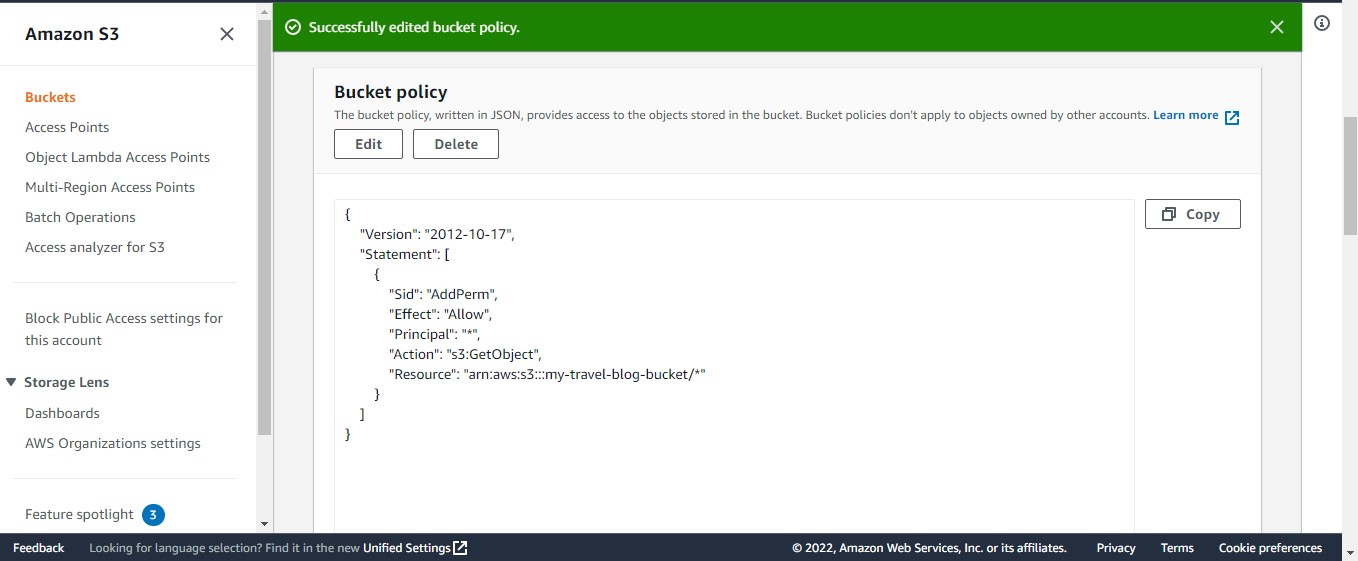 Amazon S3
Buckets
Access Points
Object Lambda Access Points
Multi-Region Access Points
Batch Operations
Access analyzer for S3
Block Public Access settings for
this account
Storage Lens
Dashboards
AWS Organizations settings
Feature spotlight 3
Successfully edited bucket policy.
Bucket policy
The bucket policy, written in JSON, provides access to the objects stored in the bucket. Bucket policies don't apply to objects owned by other accounts. Learn more
Edit Delete
Copy
{
"Version": "2012-10-17",
"Statement": [
{
"Sid": "AddPerm",
"Effect": "Allow",
"Principal": "*",
"Action": "s3:GetObject",
"Resource": "arn:aws:s3:::my-travel-blog-bucket/*"
}
]
}
Feedback Looking for language selection? Find it in the new Unified Settings © 2022, Amazon Web Services, Inc. or its affiliates. Privacy Terms Cookie preferences